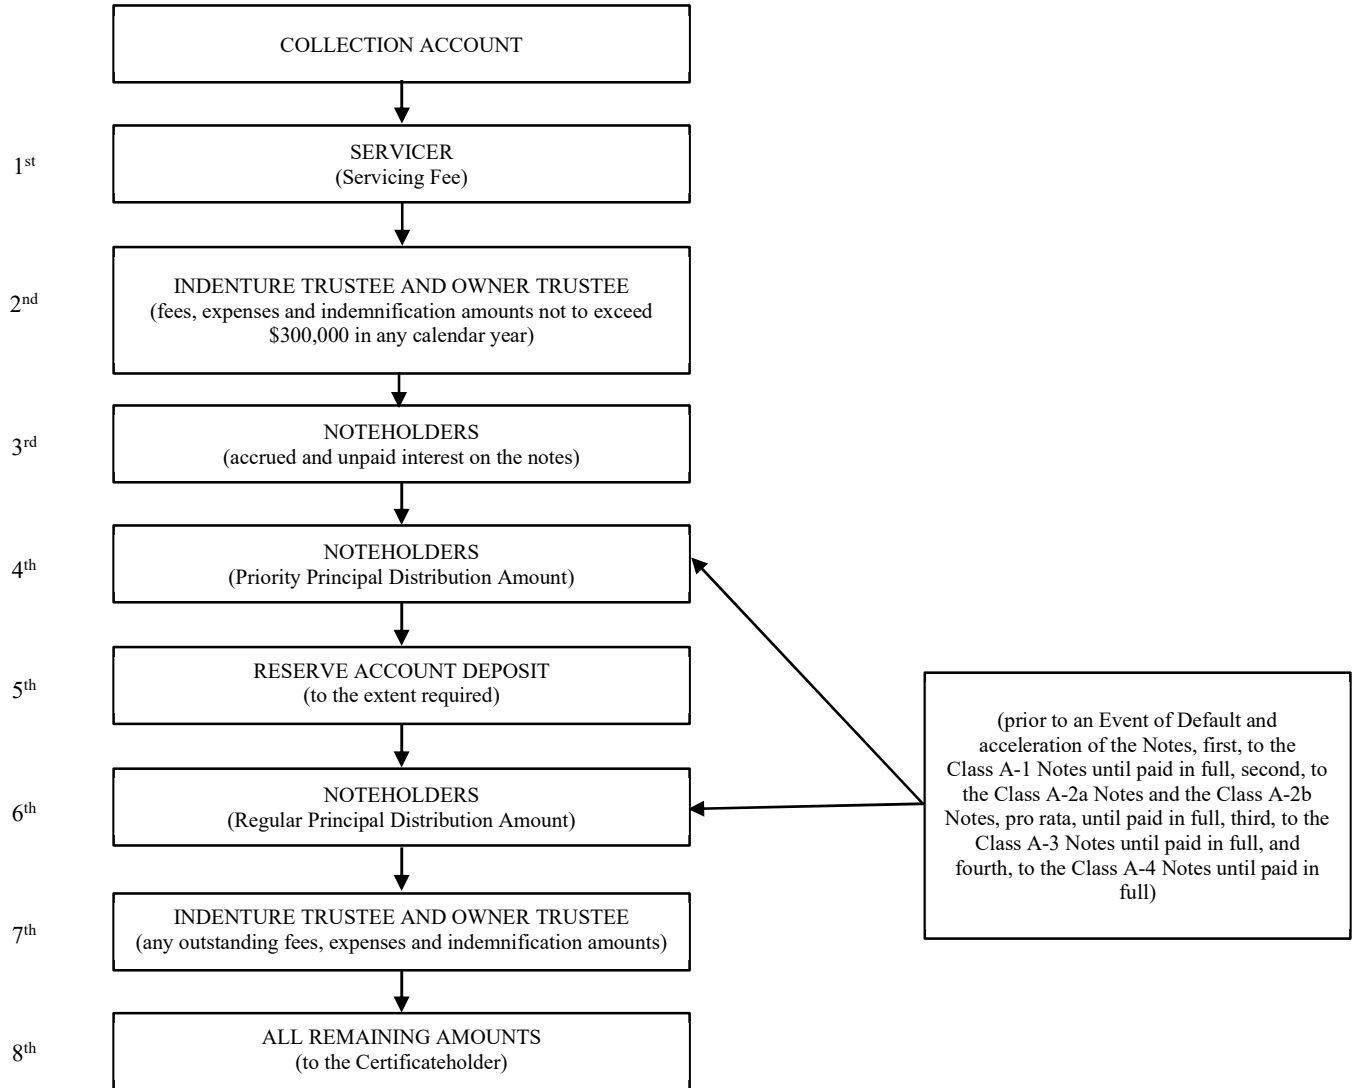 COLLECTION ACCOUNT
1st
SERVICER
(Servicing Fee)
2nd
INDENTURE TRUSTEE AND OWNER TRUSTEE
(fees, expenses and indemnification amounts not to exceed
$300,000 in any calendar year)
3rd
NOTEHOLDERS
(accrued and unpaid interest on the notes)
4th
NOTEHOLDERS
(Priority Principal Distribution Amount)
5th
RESERVE ACCOUNT DEPOSIT
(to the extent required)
6th
NOTEHOLDERS
(Regular Principal Distribution Amount)
(prior to an Event of Default and
acceleration of the Notes, first, to the
Class A-1 Notes until paid in full, second, to
the Class A-2a Notes and the Class A-2b
Notes, pro rata, until paid in full, third, to the
Class A-3 Notes until paid in full, and
fourth, to the Class A-4 Notes until paid in
full)
7th
INDENTURE TRUSTEE AND OWNER TRUSTEE
(any outstanding fees, expenses and indemnification amounts)
8th
ALL REMAINING AMOUNTS
(to the Certificateholder)